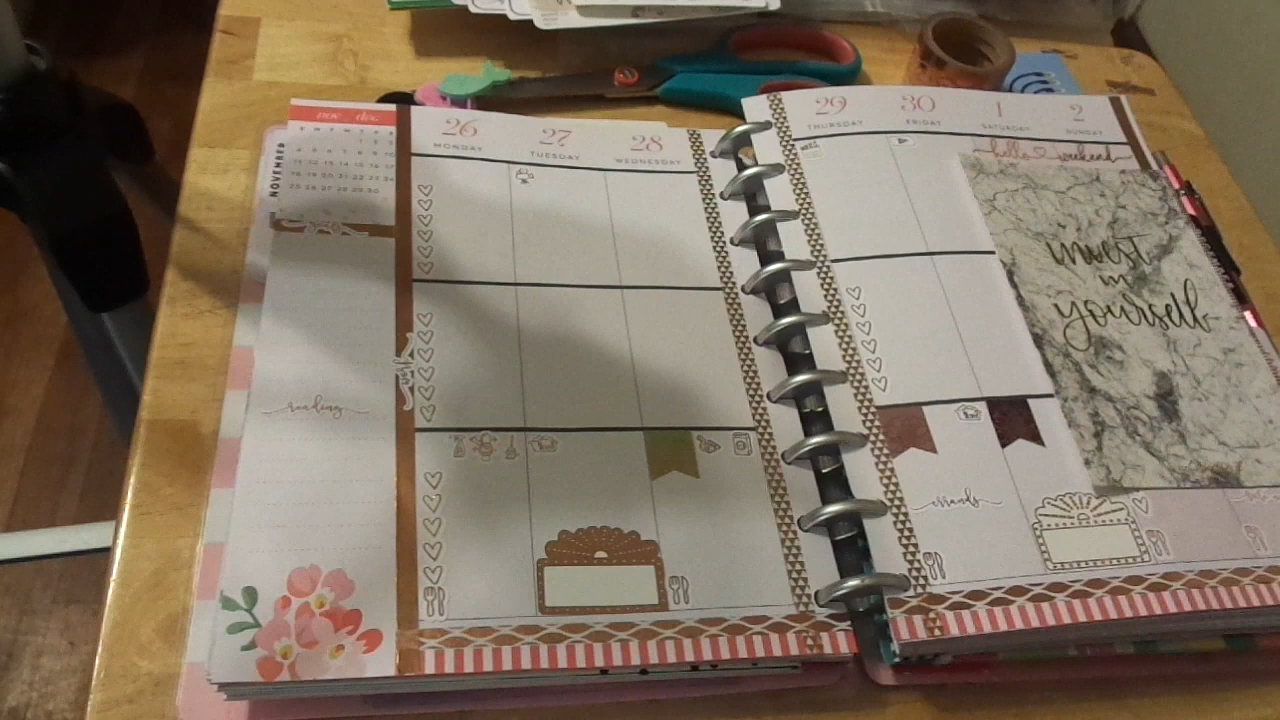 nov dec
NOVEMBER
26
MONDAY
27
TUESDAY
28
WEDNESDAY
reading
29
THURSDAY
30
FRIDAY
1
SATURDAY
2
SUNDAY
hello weekend
invest
in
yourself
errands